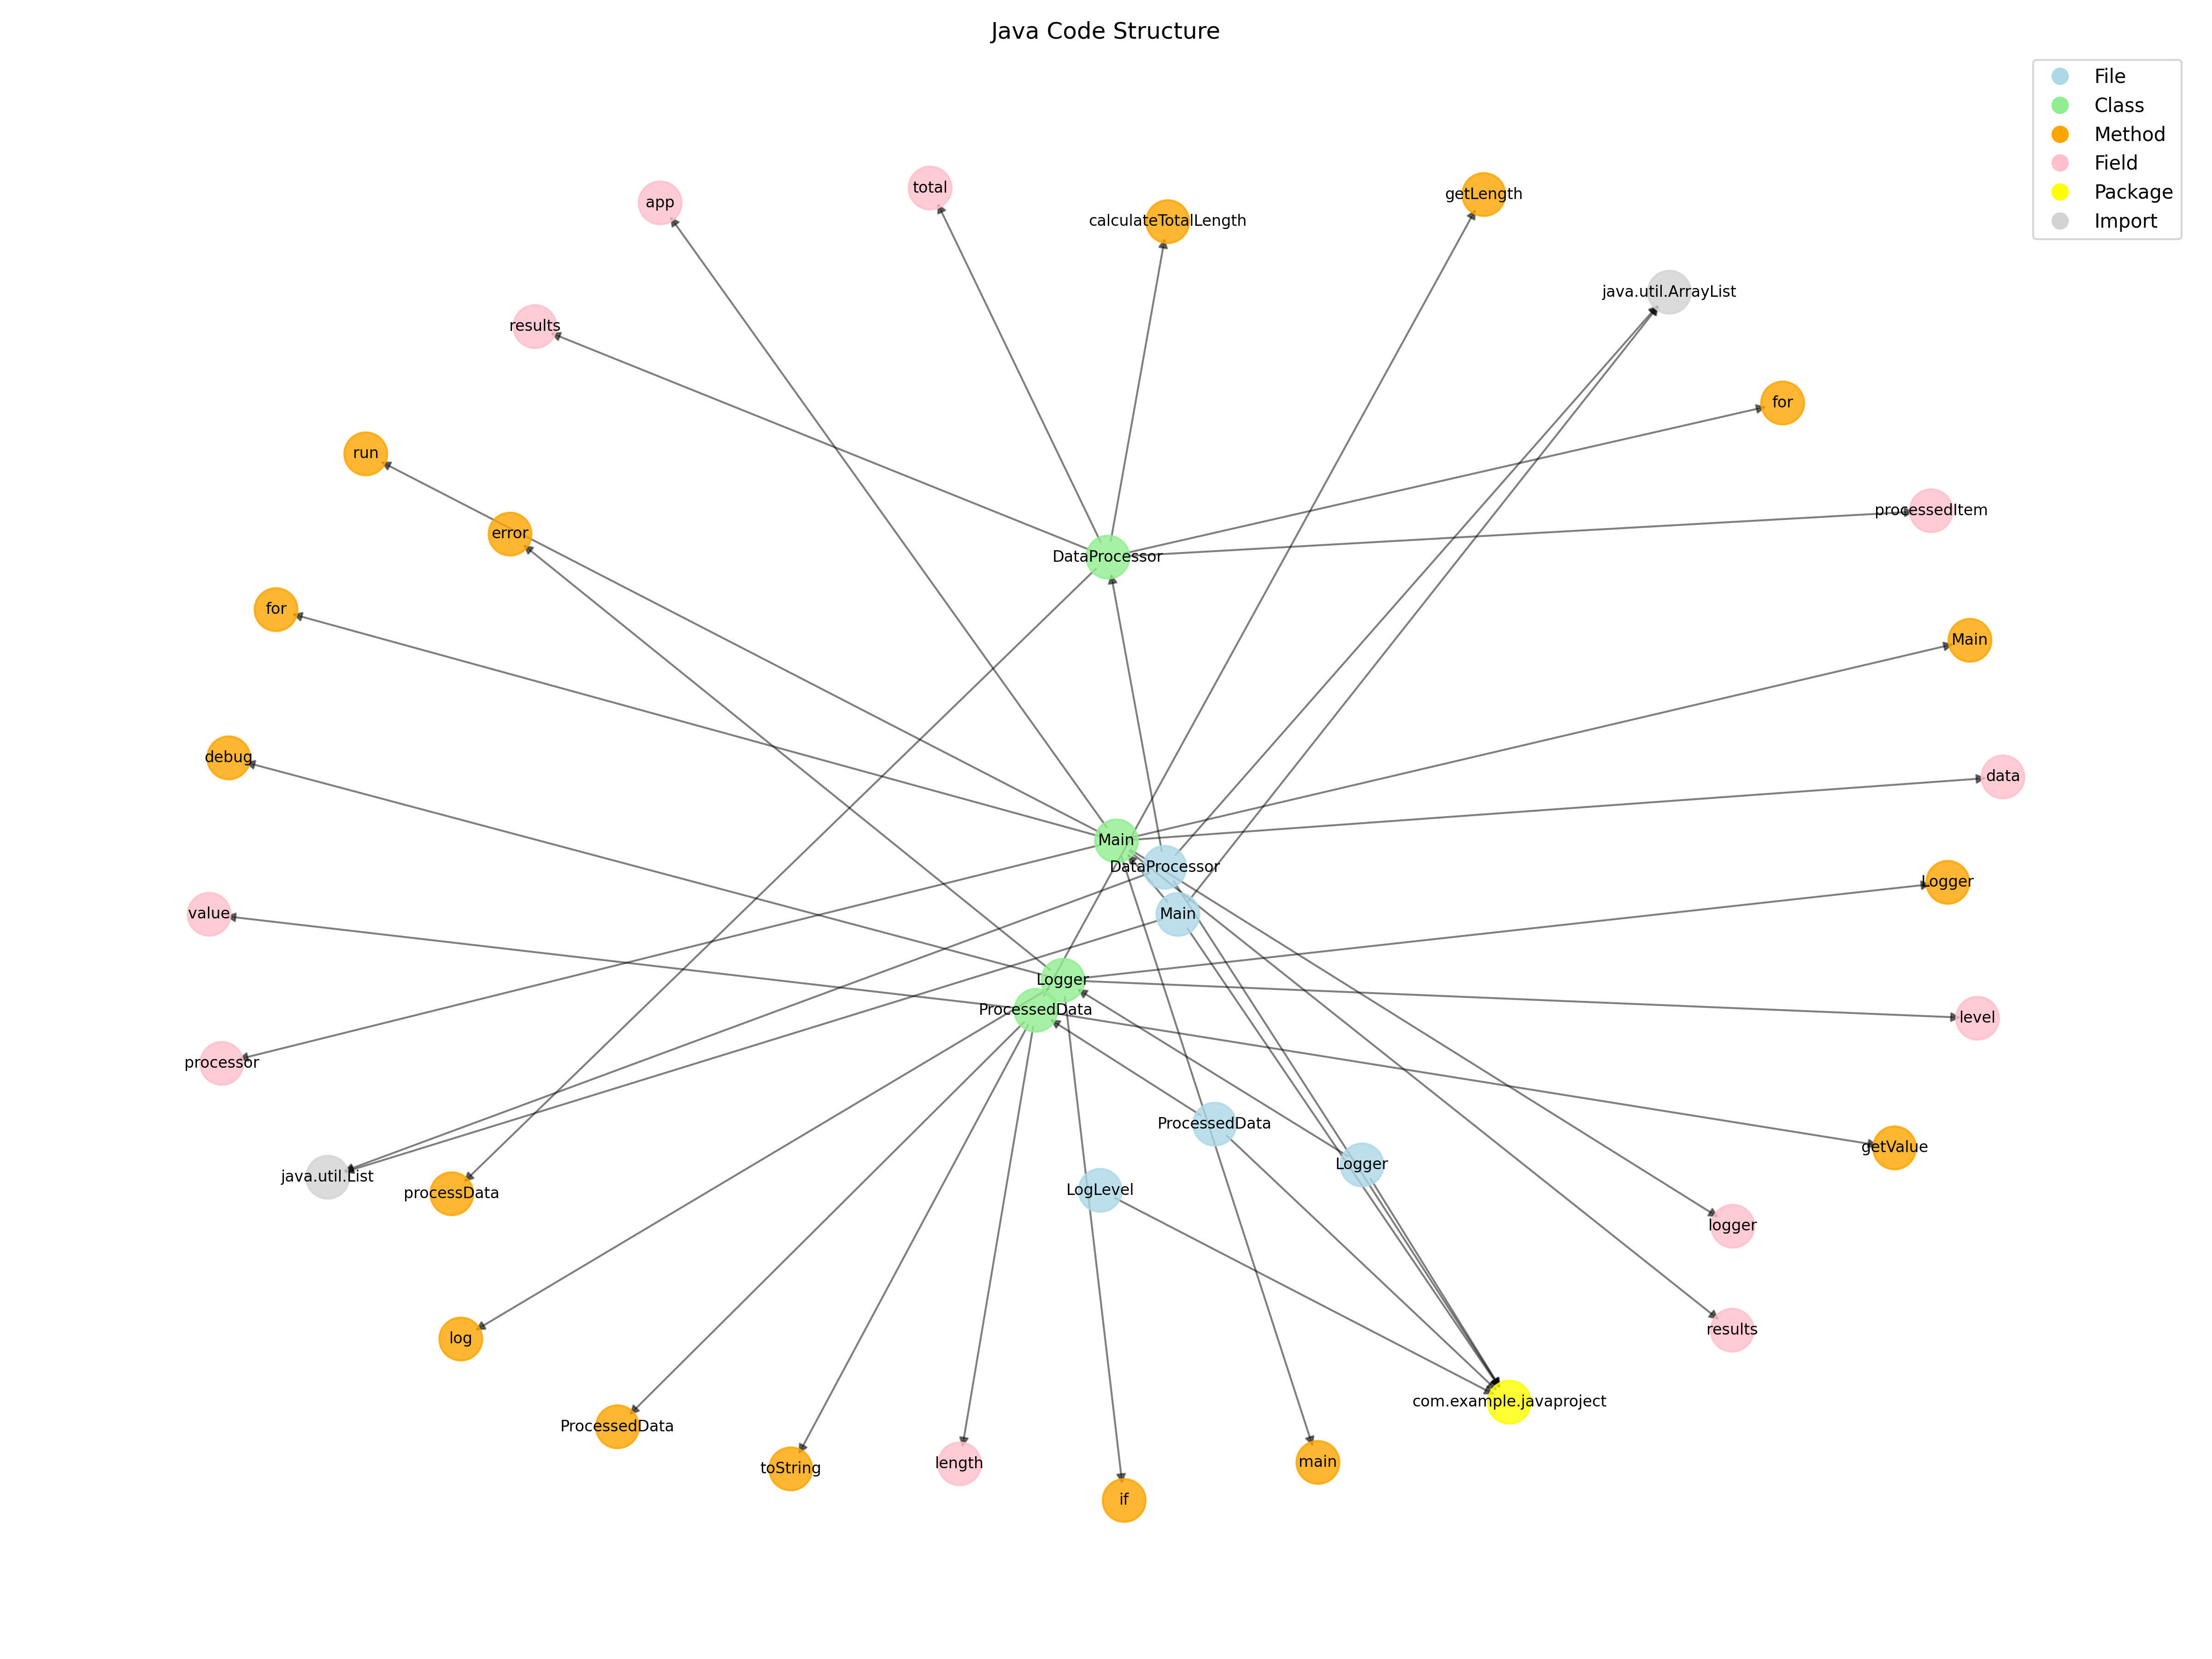 Java Code Structure
File
Class
Method
Field
Package
Import
total
app
getLength
calculateTotalLength
java.util.ArrayList
results
for
run
processedItem
error
DataProcessor
for
Main
debug
data
Main
DataProcessor
Logger
value
Main
Logger
ProcessedData
level
processor
ProcessedData
getValue
Logger
java.util.List
LogLevel
processData
logger
results
log
com.example.javaproject
ProcessedData
main
length
toString
if